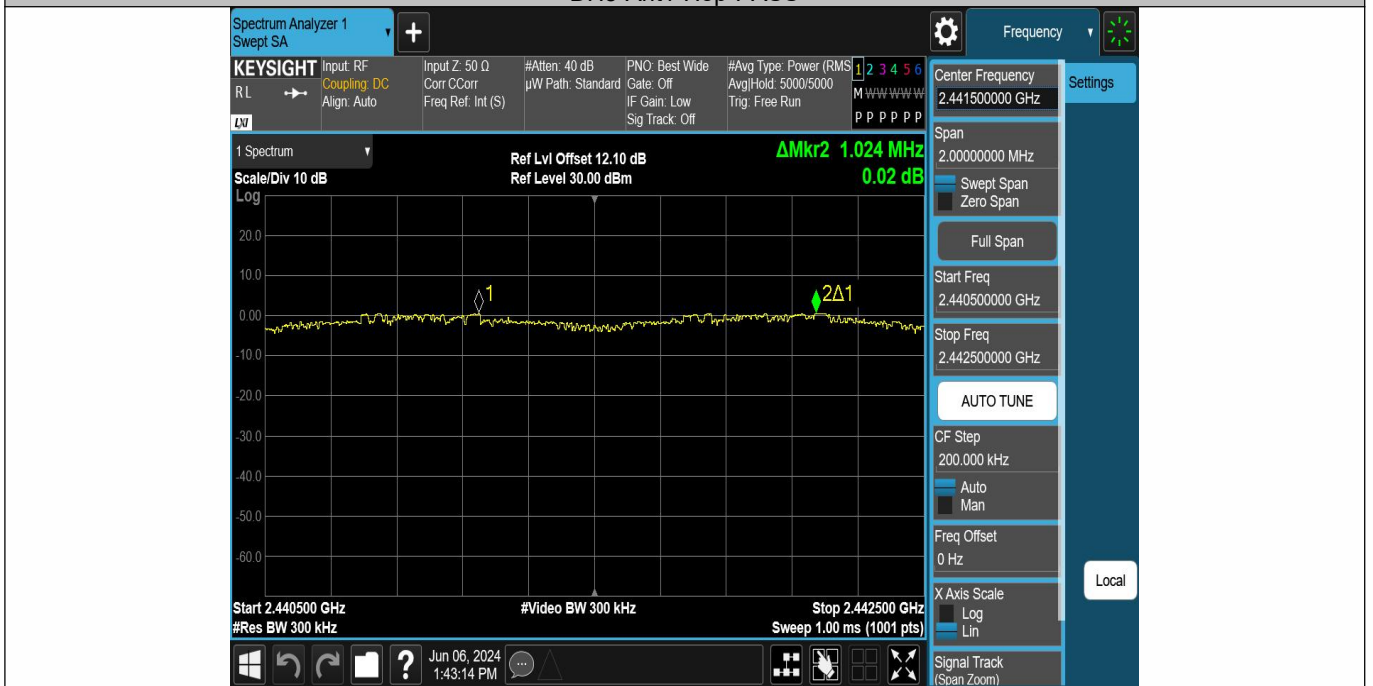 Spectrum Analyzer 1
Swept SA
Frequency
KEYSIGHT
RL
LXI
Input: RF
Coupling: DC
Align: Auto
Input Z: 50 Ω
Corr CCorr
Freq Ref: Int (S)
#Atten: 40 dB
µW Path: Standard
PNO: Best Wide
Gate: Off
IF Gain: Low
Sig Track: Off
#Avg Type: Power (RMS
Avg|Hold: 5000/5000
Trig: Free Run
1 2 3 4 5 6
M W W W W W
P P P P P P
1 Spectrum
Scale/Div 10 dB
Log
Ref Lvl Offset 12.10 dB
Ref Level 30.00 dBm
ΔMkr2 1.024 MHz
0.02 dB
20.0
10.0
0.00
-10.0
-20.0
-30.0
-40.0
-50.0
-60.0
1
2Δ1
Start 2.440500 GHz
#Res BW 300 kHz
#Video BW 300 kHz
Stop 2.442500 GHz
Sweep 1.00 ms (1001 pts)
?
Jun 06, 2024
1:43:14 PM
Center Frequency
2.441500000 GHz
Settings
Span
2.00000000 MHz
Swept Span
Zero Span
Full Span
Start Freq
2.440500000 GHz
Stop Freq
2.442500000 GHz
AUTO TUNE
CF Step
200.000 kHz
Auto
Man
Freq Offset
0 Hz
X Axis Scale
Log
Lin
Local
Signal Track
(Span Zoom)